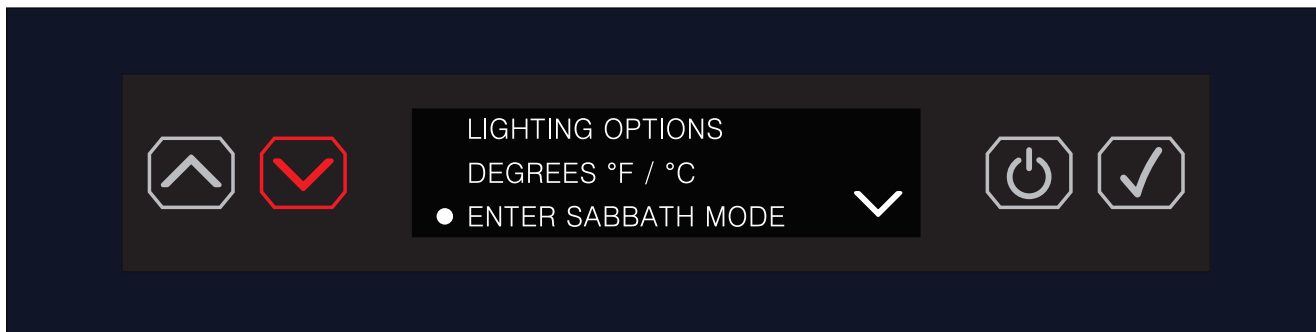 LIGHTING OPTIONS
DEGREES °F / °C
ENTER SABBATH MODE